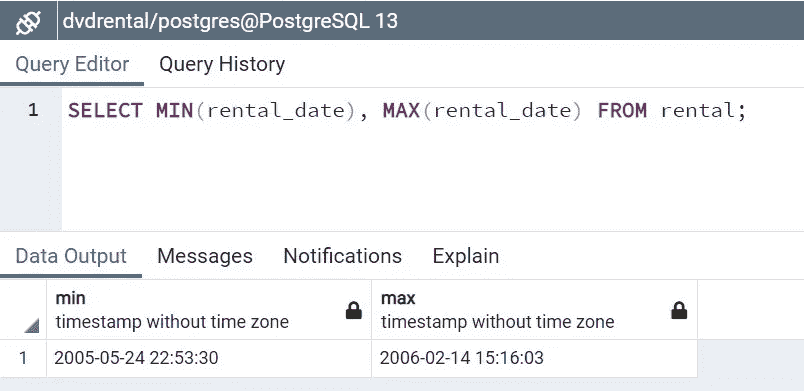 dvdrental/postgres@PostgreSQL 13
Query Editor Query History
1 SELECT MIN(rental_date), MAX(rental_date) FROM rental;
Data Output Messages Notifications Explain
min max
timestamp without time zone timestamp without time zone
1 2005-05-24 22:53:30 2006-02-14 15:16:03